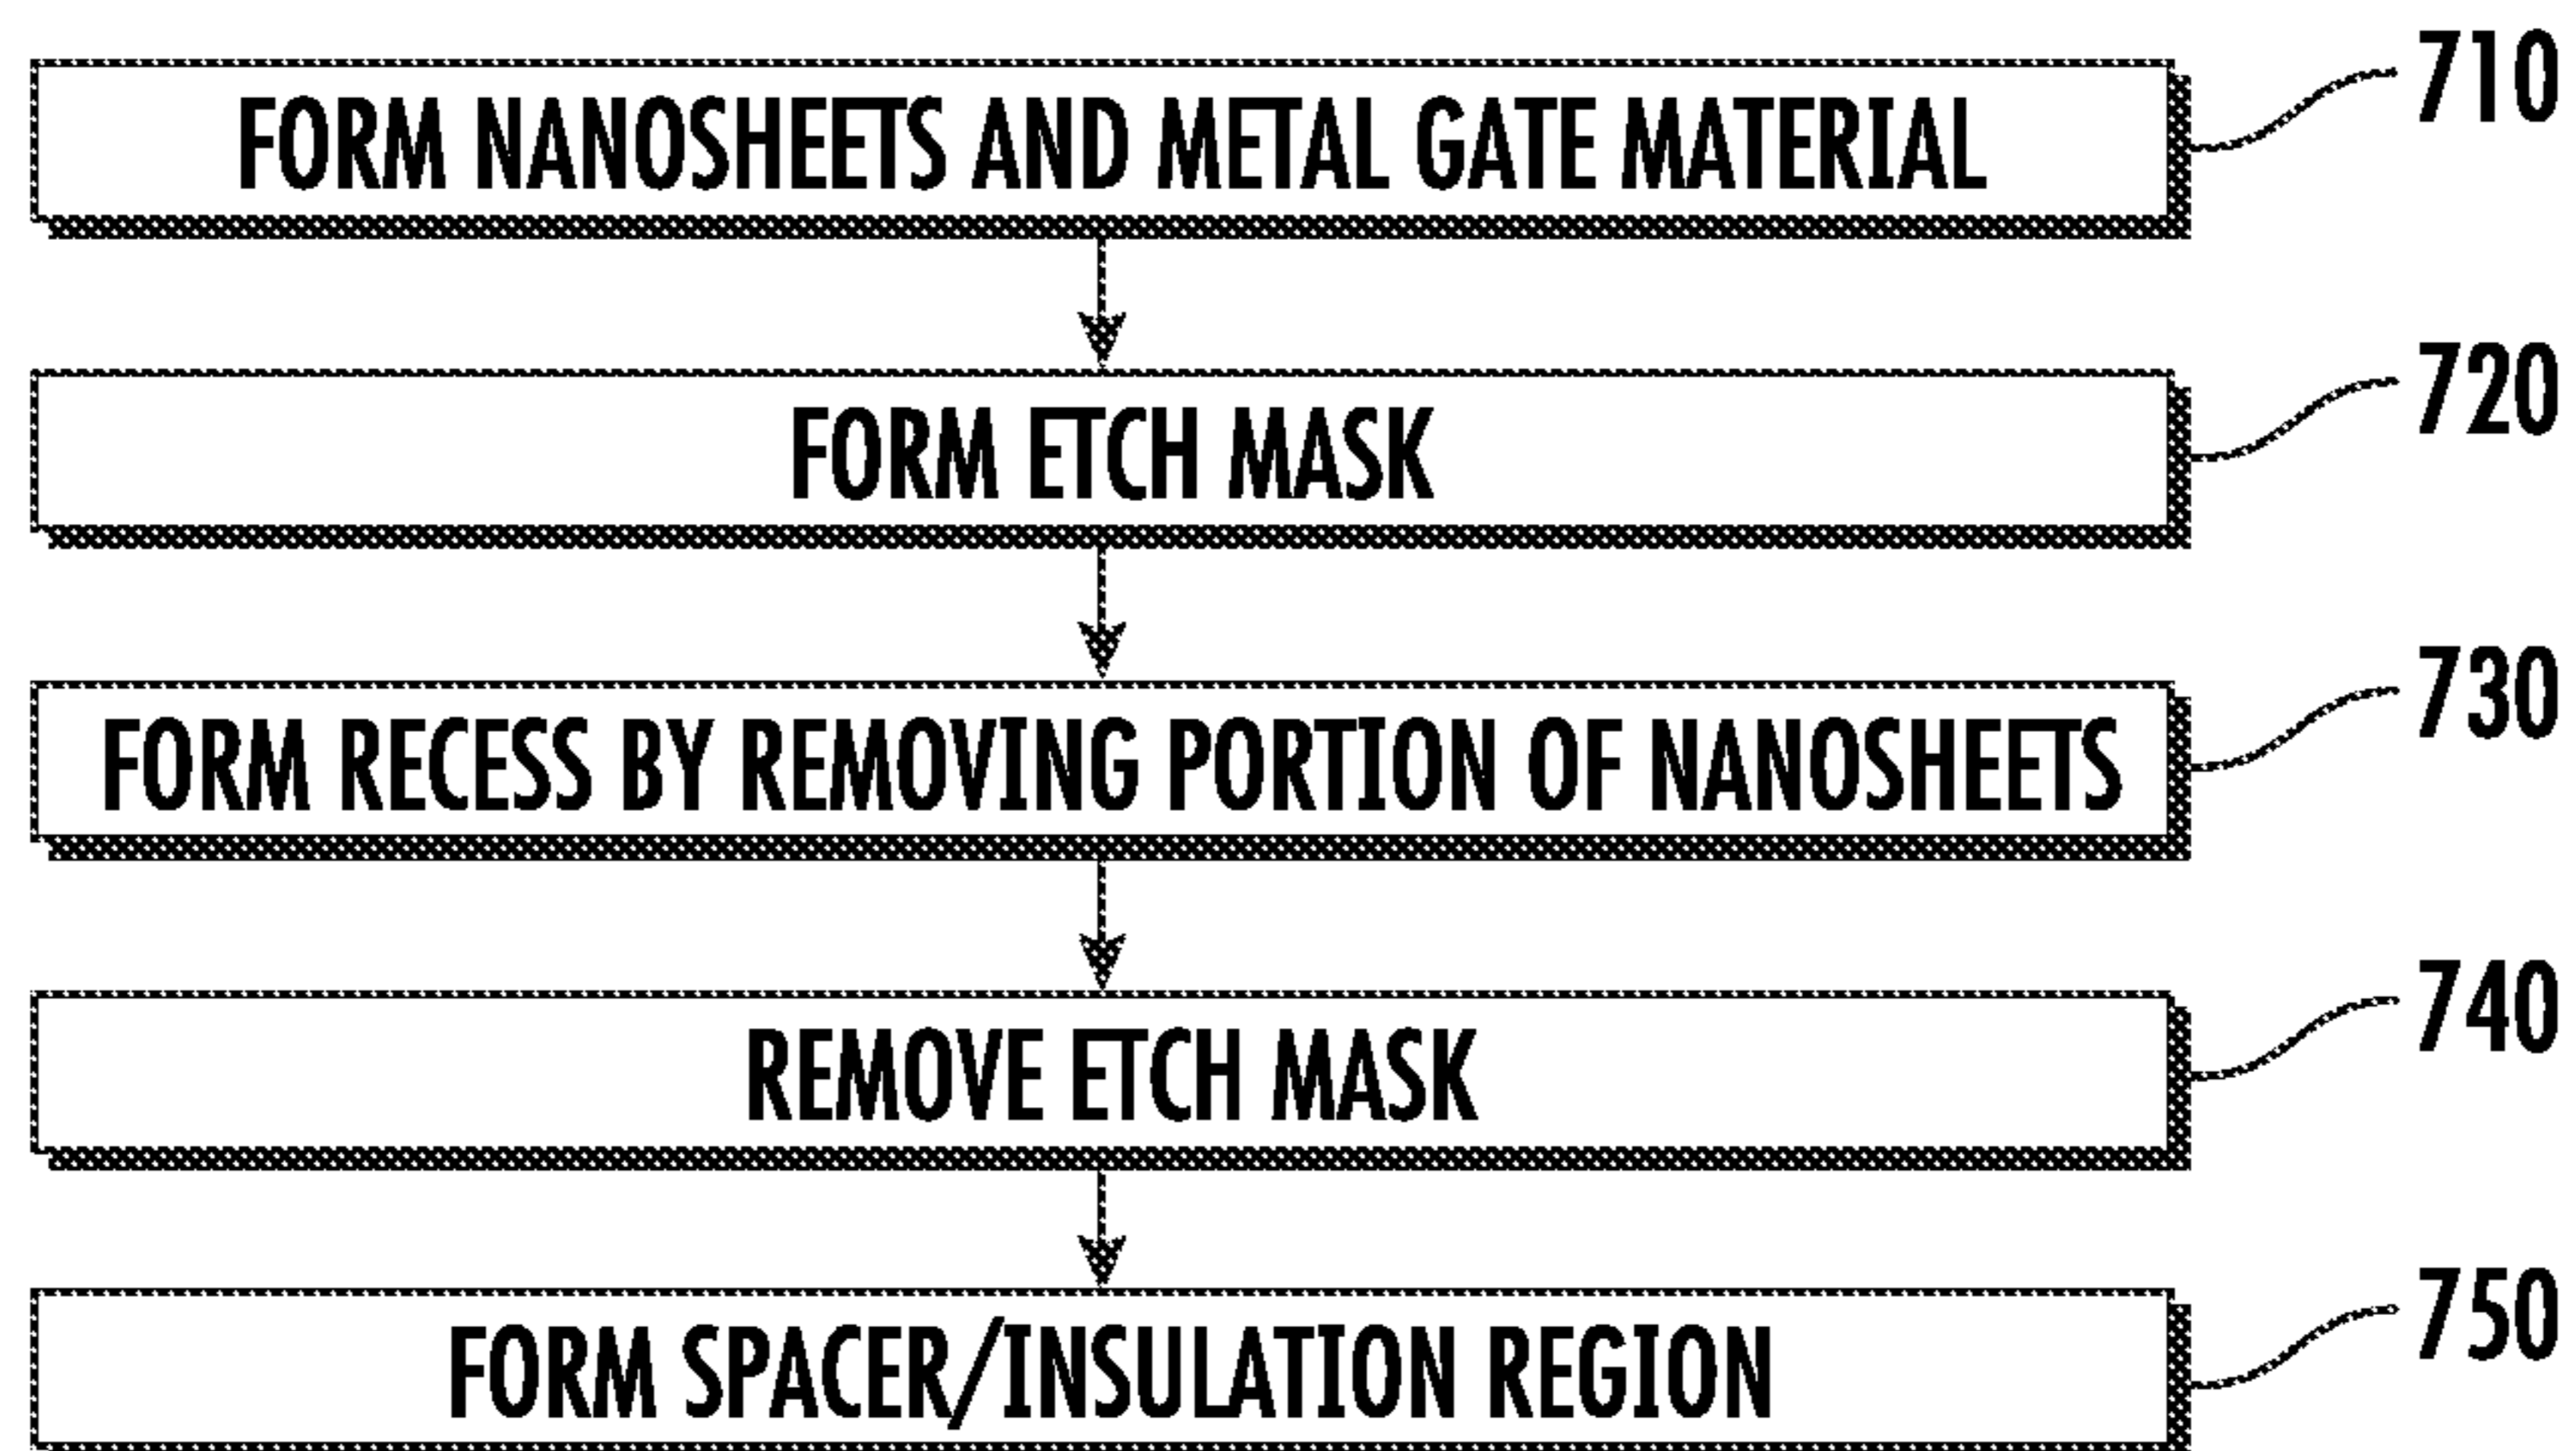 FORM NANOSHEETS AND METAL GATE MATERIAL
710
FORM ETCH MASK
720
FORM RECESS BY REMOVING PORTION OF NANOSHEETS
730
REMOVE ETCH MASK
740
FORM SPACER/INSULATION REGION
750